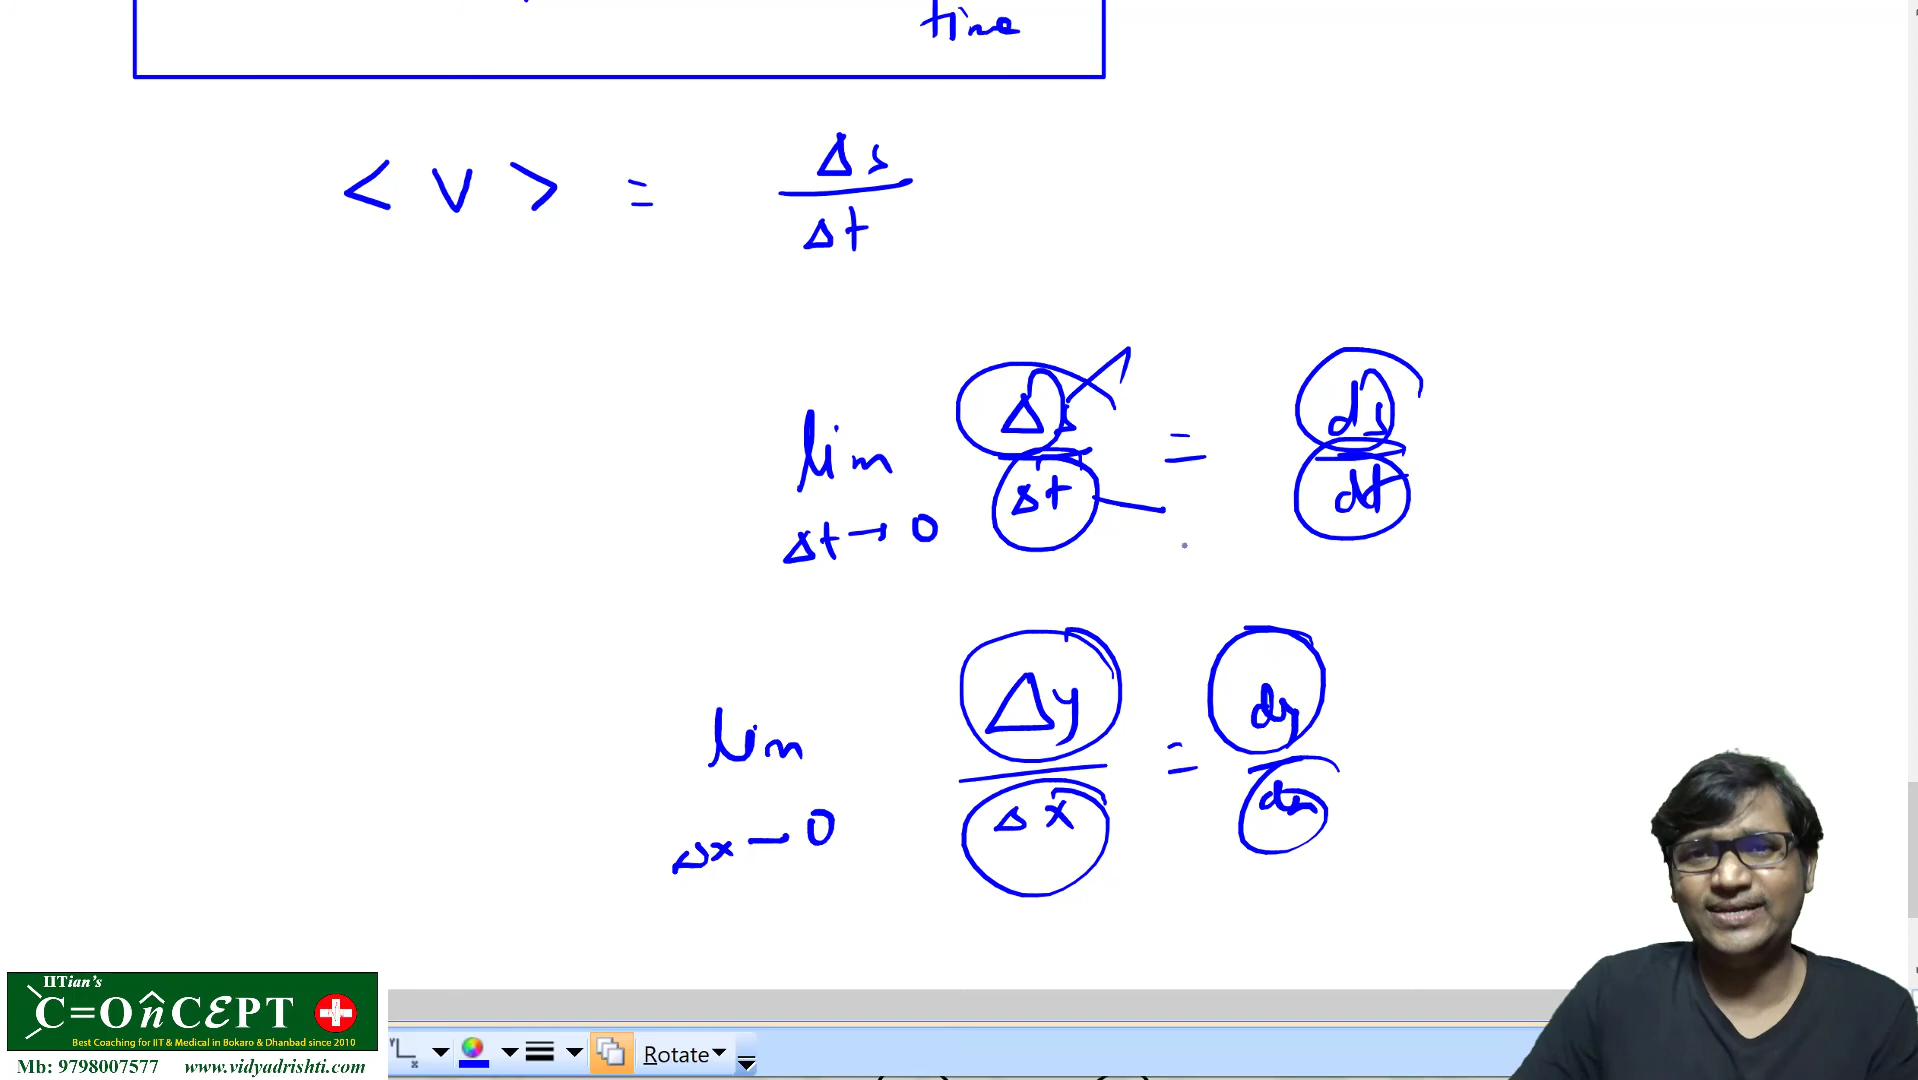 time
< v > = Δs/Δt
lim Δt→0 Δs/Δt = ds/dt
lim Δx→0 Δy/Δx = dy/dx
IITian's
C=OnCEPT
Best Coaching for IIT & Medical in Bokaro & Dhanbad since 2010
Mb: 9798007577 www.vidyadrishti.com
Rotate